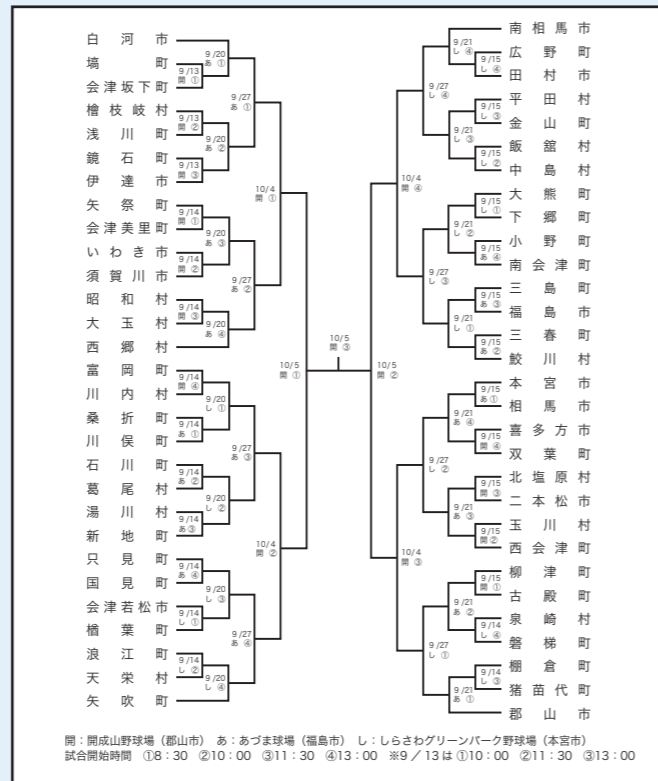 白河市
9/20
あ ①
塙町
9/13
開 ①
会津坂下町
9/27
あ ①
檜枝岐村
9/13
開 ②
浅川町
9/20
あ ②
鏡石町
9/13
開 ③
伊達市
10/4
開 ①
矢祭町
9/14
開 ①
会津美里町
9/20
あ ③
いわき市
9/14
開 ②
須賀川市
9/27
あ ②
昭和村
9/14
開 ③
大玉村
9/20
あ ④
西郷村
10/5
開 ①
富岡町
9/14
開 ④
川内村
9/20
し ①
桑折町
9/14
あ ①
川俣町
9/27
あ ③
石川町
9/14
あ ②
葛尾村
9/20
し ②
湯川村
9/14
あ ③
新地町
10/4
開 ②
只見町
9/14
あ ④
国見町
9/20
し ③
会津若松市
9/14
し ①
楢葉町
9/27
あ ④
浪江町
9/14
し ②
天栄村
9/20
し ④
矢吹町
10/5
開 ③
南相馬市
9/21
し ④
広野町
9/15
し ④
田村市
9/27
し ④
平田村
9/15
し ③
金山町
9/21
し ③
飯舘村
9/15
し ②
中島村
10/4
開 ④
大熊町
9/15
し ①
下郷町
9/21
し ②
小野町
9/15
あ ④
南会津町
9/27
し ③
三島町
9/15
あ ③
福島市
9/21
し ①
三春町
9/15
あ ②
鮫川村
10/5
開 ②
本宮市
9/15
あ ①
相馬市
9/21
あ ④
喜多方市
9/15
開 ④
双葉町
9/27
し ②
北塩原村
9/15
開 ③
二本松市
9/21
あ ③
玉川村
9/15
開 ②
西会津町
10/4
開 ③
柳津町
9/15
開 ①
古殿町
9/21
あ ②
泉崎村
9/14
し ④
磐梯町
9/27
し ①
棚倉町
9/14
し ③
猪苗代町
9/21
あ ①
郡山市
開：開成山野球場（郡山市） あ：あづま球場（福島市） し：しらさわグリーンパーク野球場（本宮市）
試合開始時間 ①8：30 ②10：00 ③11：30 ④13：00 ※9／13は①10：00 ②11：30 ③13：00